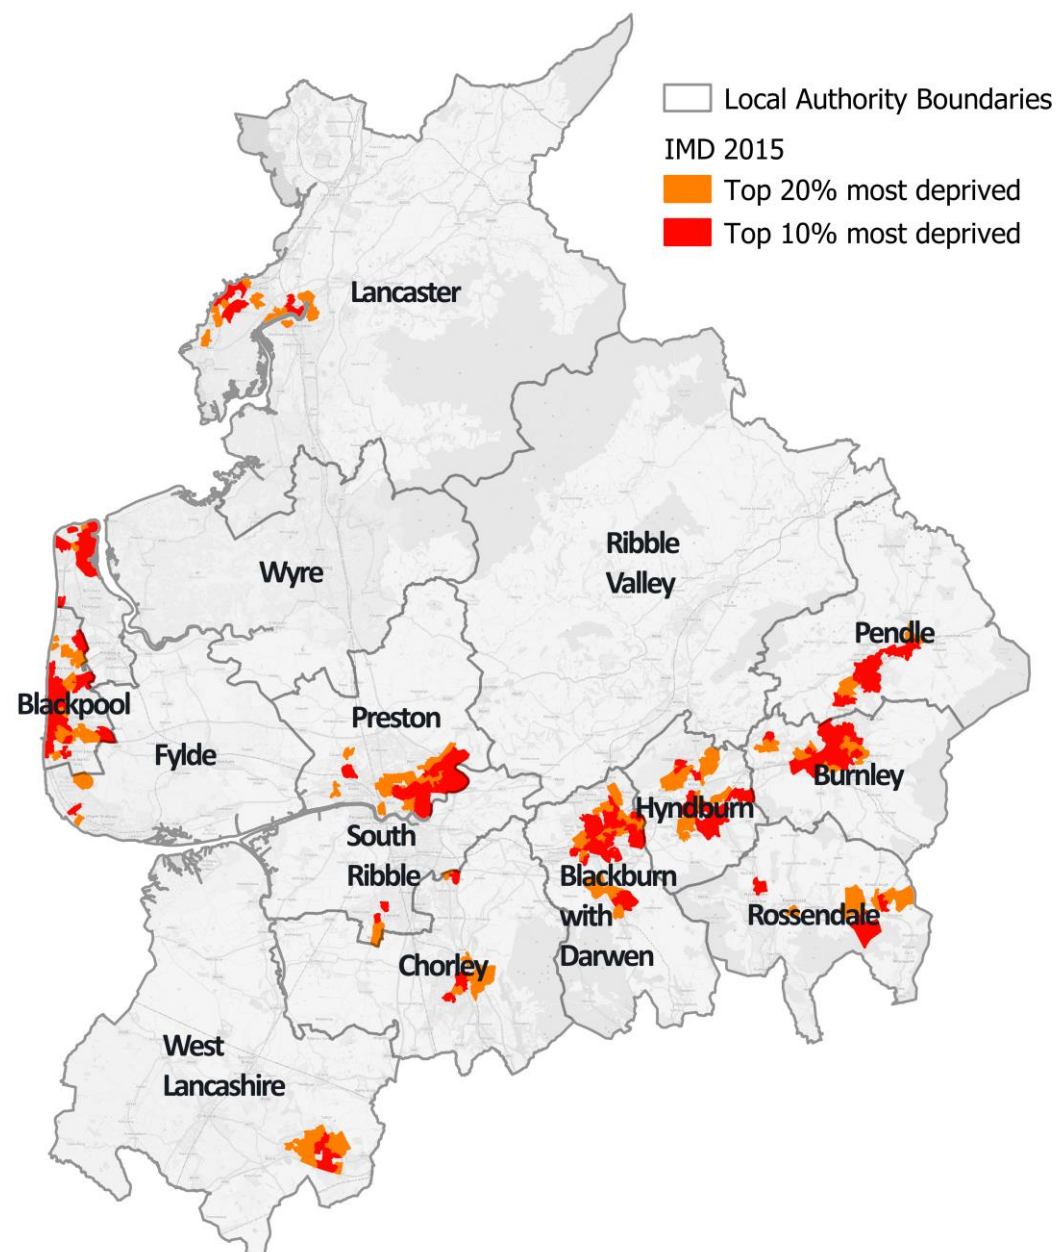 Local Authority Boundaries
IMD 2015
Top 20% most deprived
Top 10% most deprived
Lancaster
Ribble
Valley
Wyre
Pendle
Blackpool
Preston
Fylde
Burnley
Hyndburn
South
Ribble
Blackburn
with
Darwen
Rossendale
Chorley
West
Lancashire